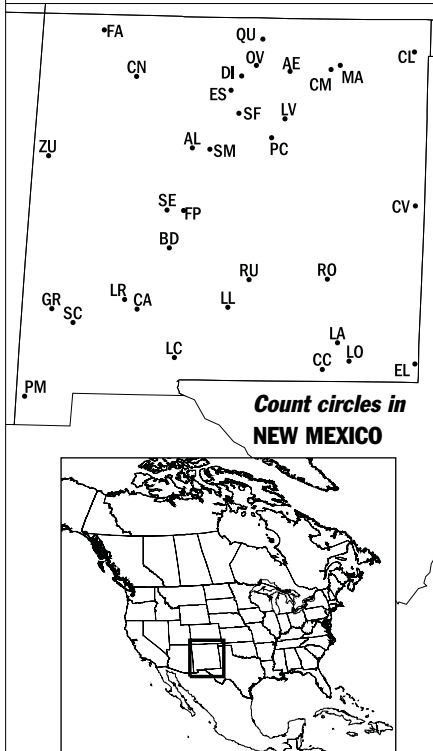 FA
QU
CL
OV
AE
CM
MA
CN
DI
ES
SF
LV
AL
SM
PC
ZU
SE
FP
CV
BD
RU
RO
LR
CA
LL
GR
SC
LA
LC
CC
LO
EL
PM
Count circles in
NEW MEXICO